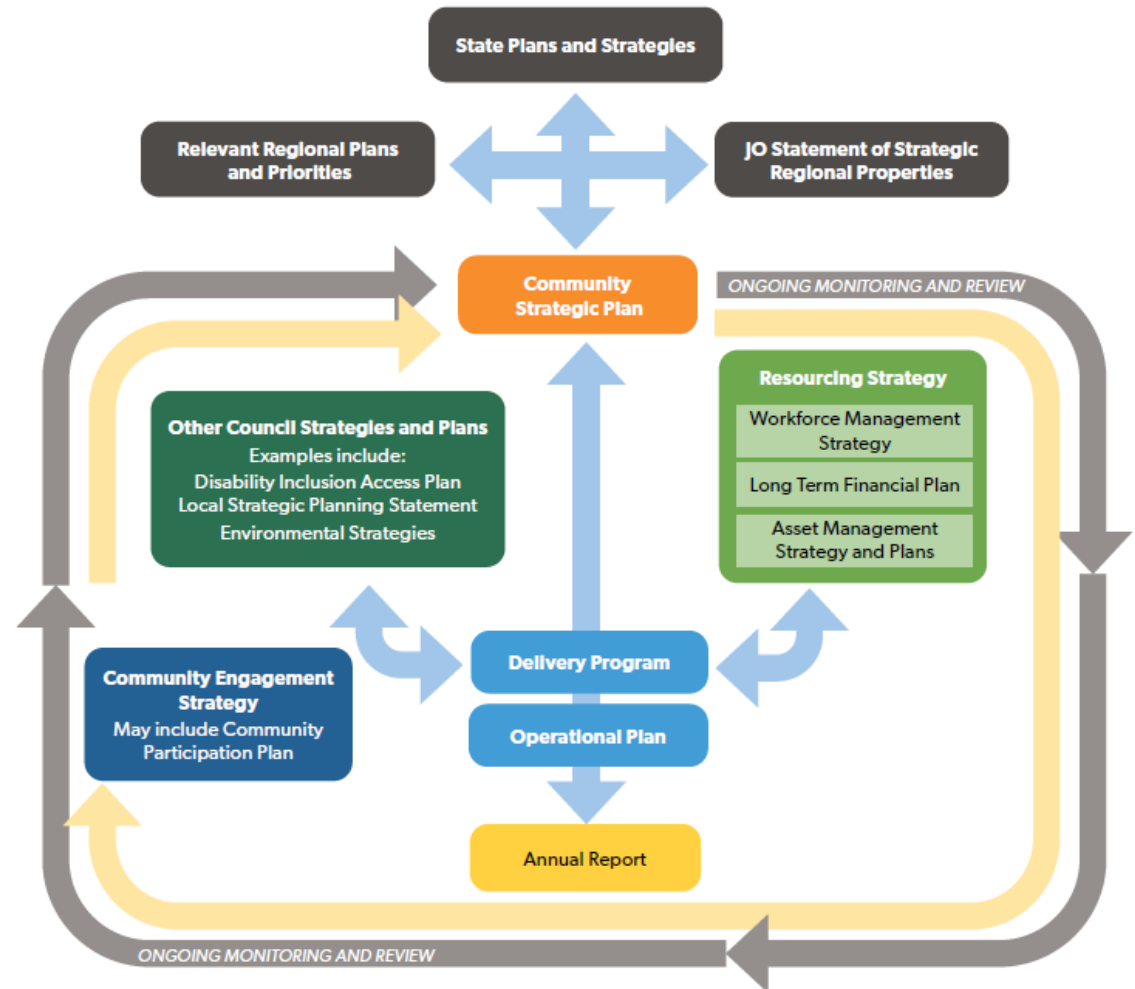 State Plans and Strategies
Relevant Regional Plans
and Priorities
JO Statement of Strategic
Regional Properties
Community
Strategic Plan
ONGOING MONITORING AND REVIEW
Resourcing Strategy
Workforce Management
Strategy
Long Term Financial Plan
Asset Management
Strategy and Plans
Other Council Strategies and Plans
Examples include:
Disability Inclusion Access Plan
Local Strategic Planning Statement
Environmental Strategies
Community Engagement
Strategy
May include Community
Participation Plan
Delivery Program
Operational Plan
Annual Report
ONGOING MONITORING AND REVIEW